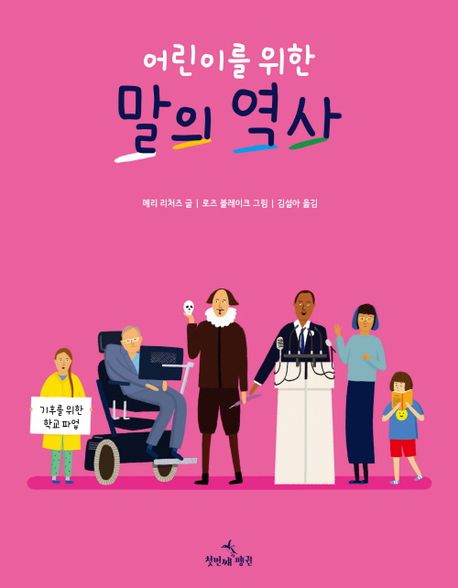 어린이를 위한
말의 역사
메리 리처즈 글 | 로즈 블레이크 그림 | 김설아 옮김
기후를 위한
학교 파업
첫번째 펭귄